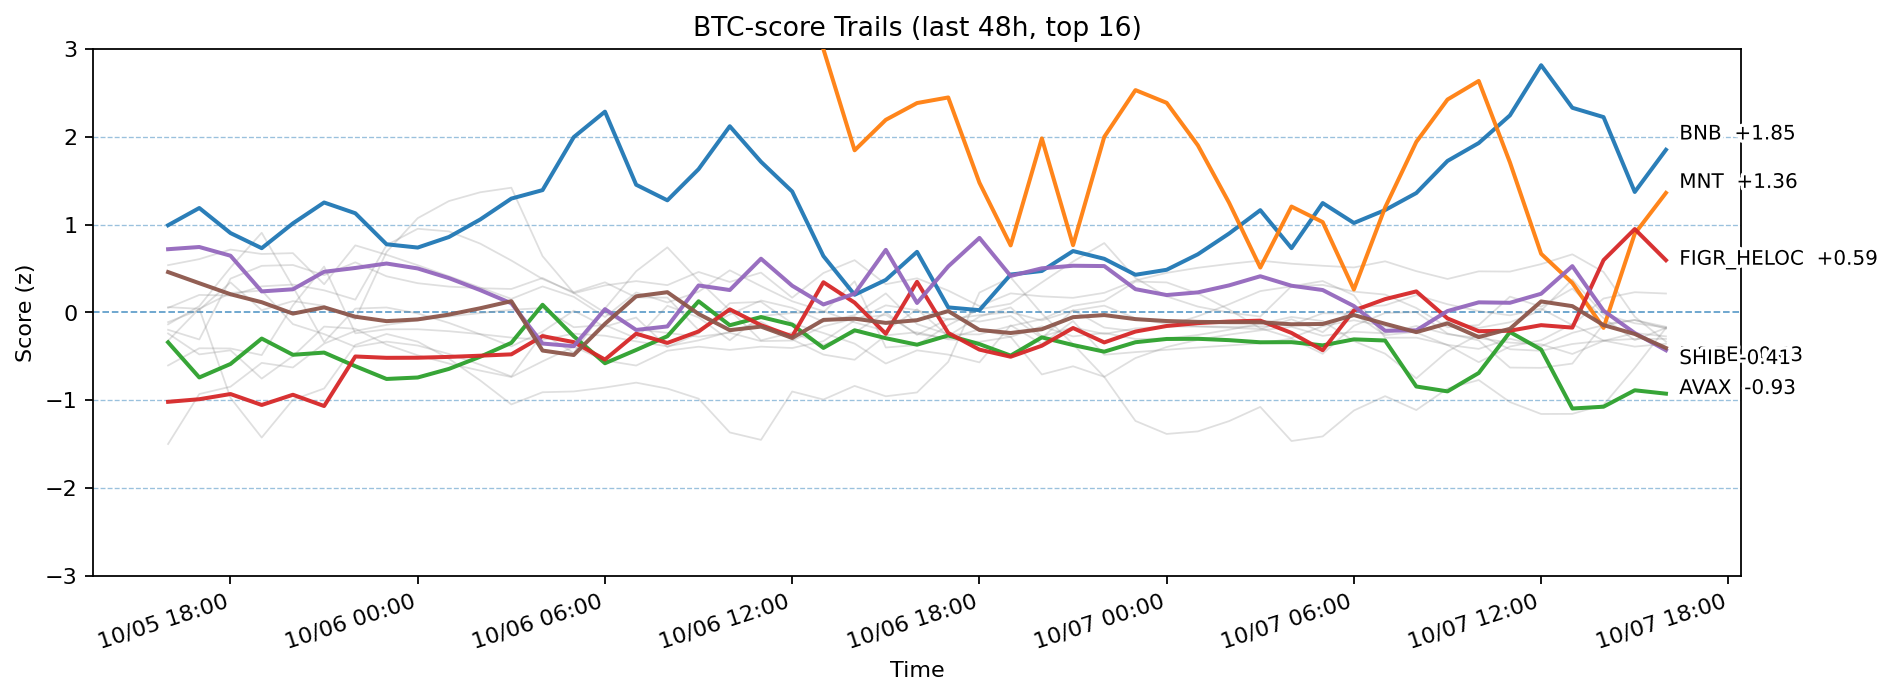 BTC-score Trails (last 48h, top 16)
3
2
1
0
−1
−2
−3
Score (z)
BNB +1.85
MNT +1.36
FIGR_HELOC +0.59
SHIB -0.41
AVAX -0.93
10/05 18:00
10/06 00:00
10/06 06:00
10/06 12:00
10/06 18:00
10/07 00:00
10/07 06:00
10/07 12:00
10/07 18:00
Time